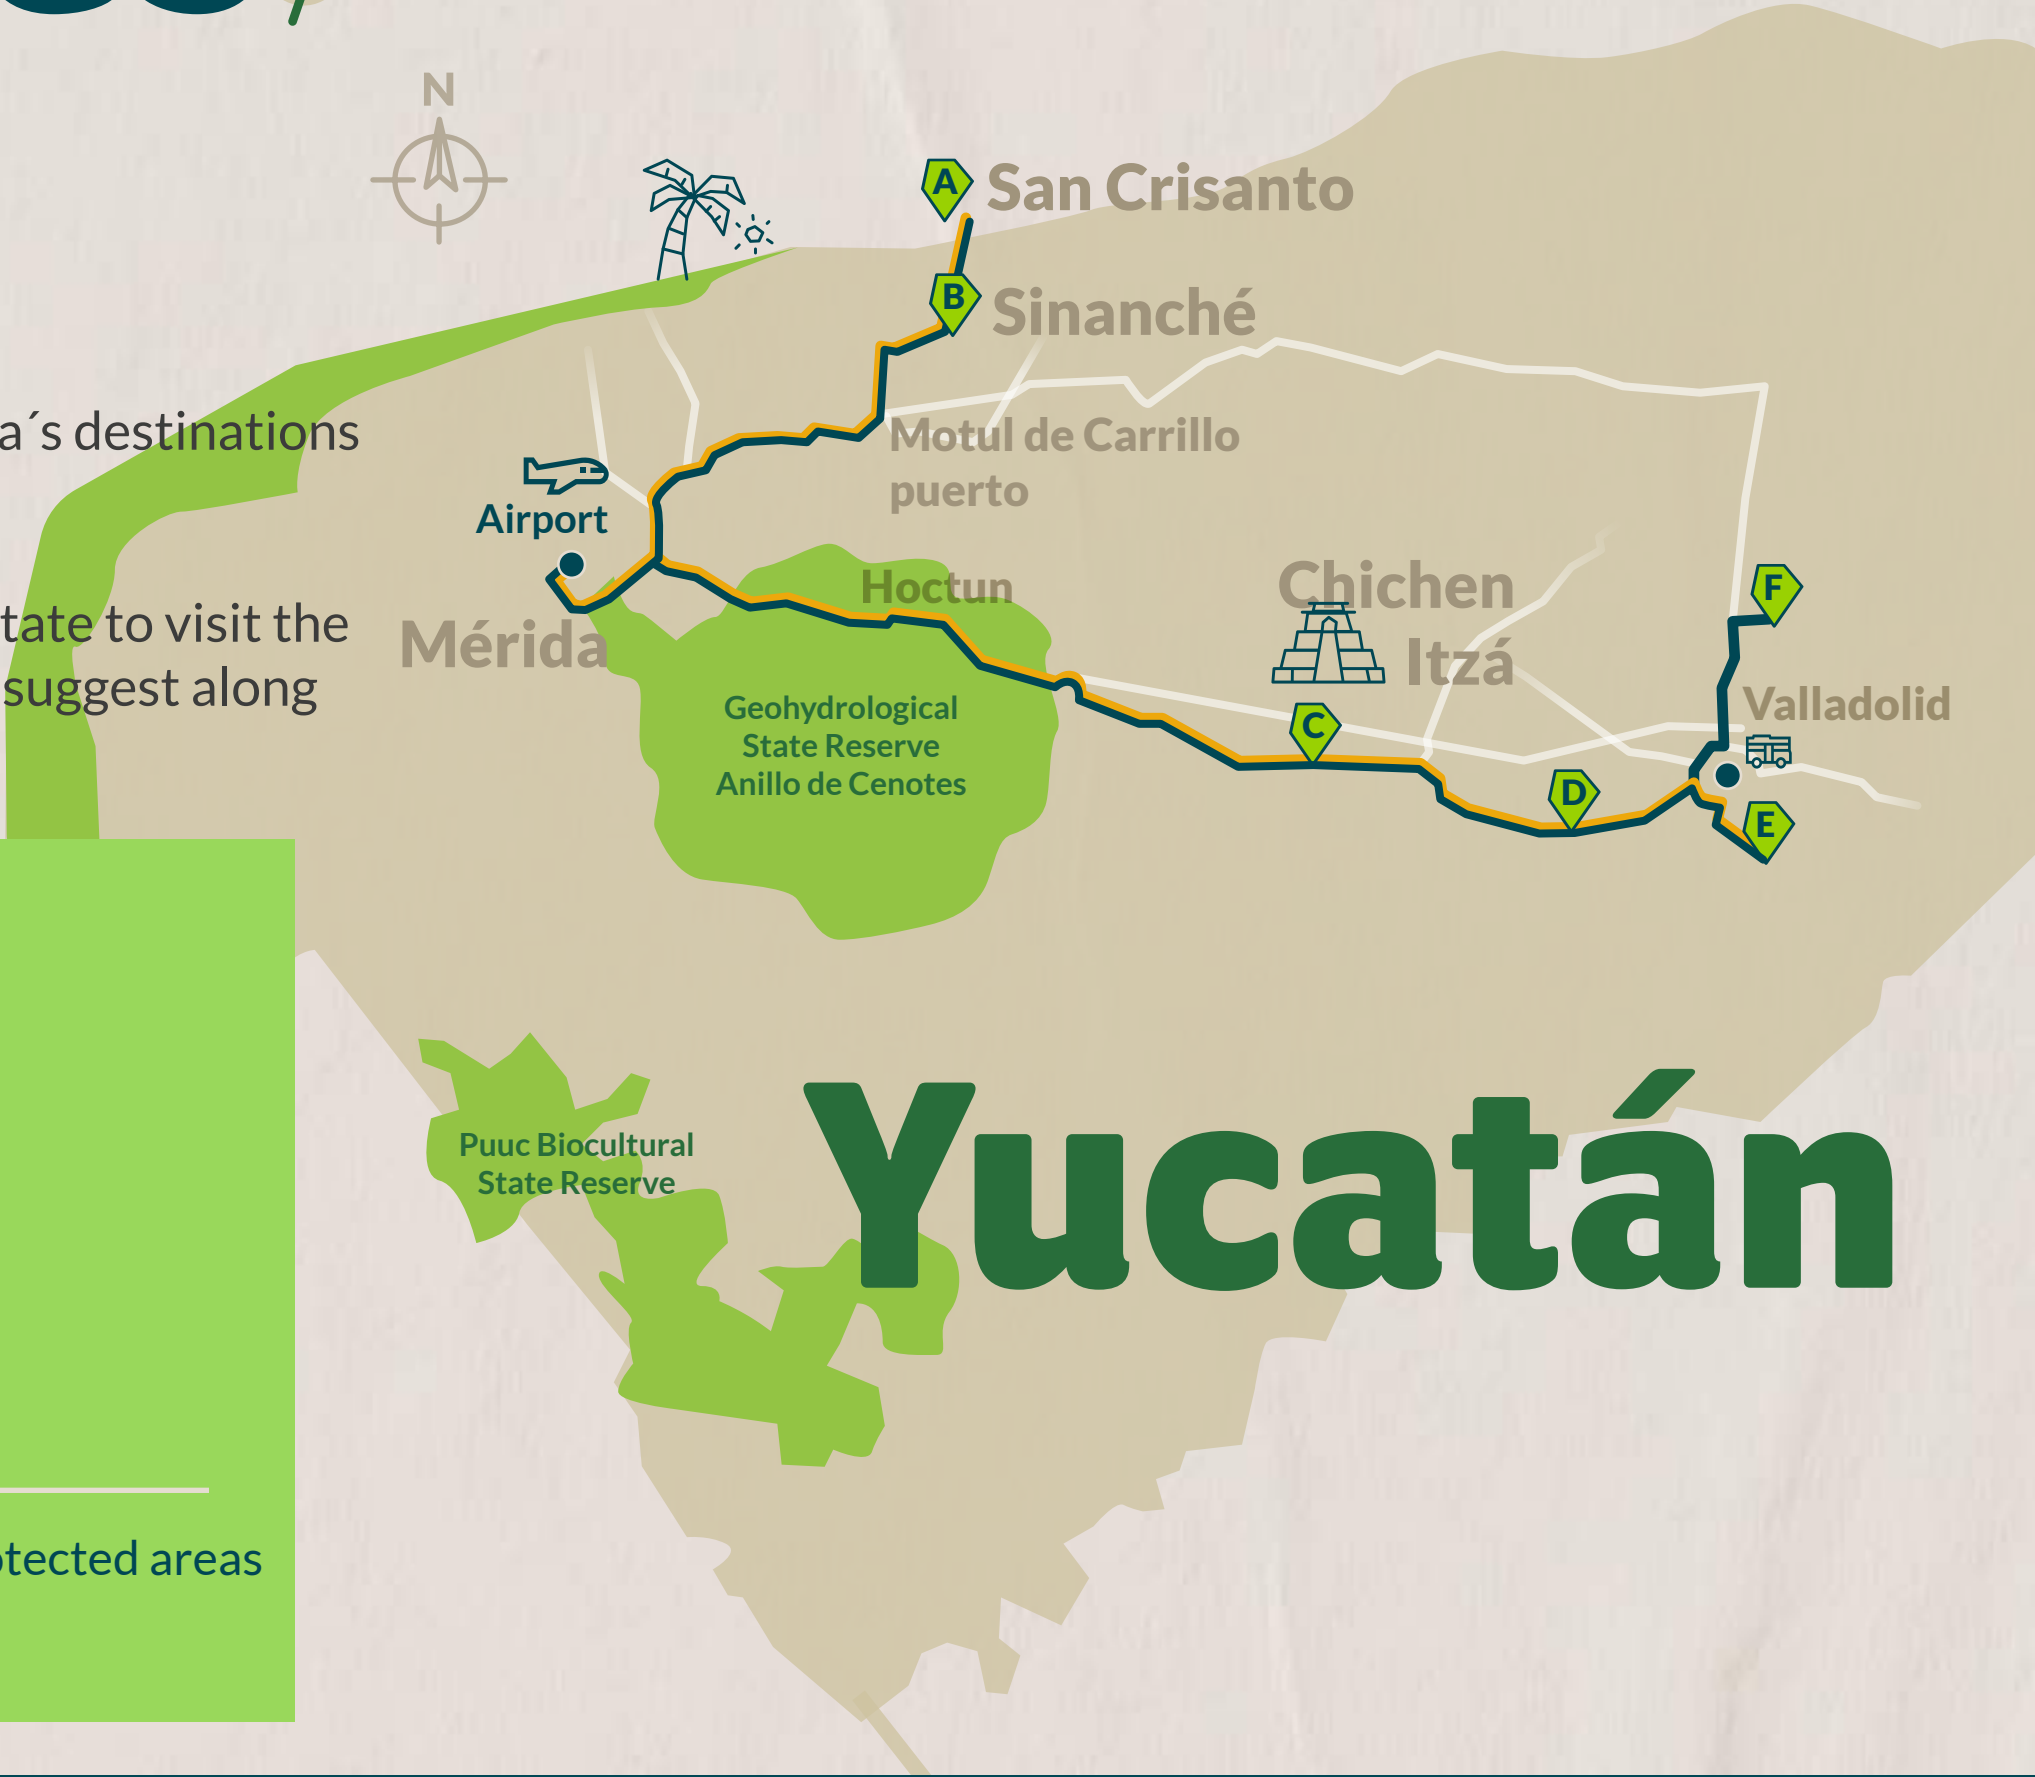 N
A
San Crisanto
B
Sinanché
a´s destinations
Motul de Carrillo
puerto
Airport
Hoctun
Chichen
Itzá
F
tate to visit the
suggest along
Mérida
Geohydrological
State Reserve
Anillo de Cenotes
C
Valladolid
D
E
Puuc Biocultural
State Reserve
Yucatán
tected areas